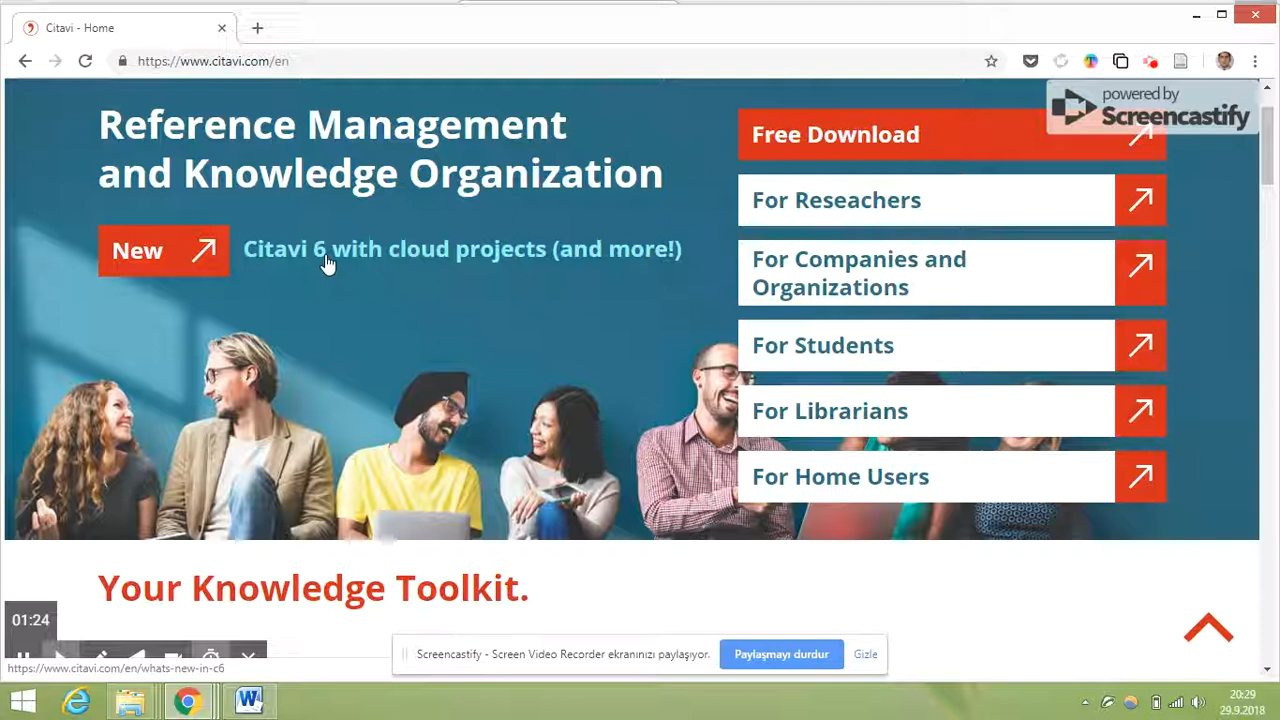 Citavi - Home
https://www.citavi.com/en
powered by
Screencastify
Reference Management
and Knowledge Organization
New
Citavi 6 with cloud projects (and more!)
Free Download
For Reseachers
For Companies and
Organizations
For Students
For Librarians
For Home Users
Your Knowledge Toolkit.
01:24
Screencastify - Screen Video Recorder ekranınızı paylaşıyor.
Paylaşmayı durdur
Gizle
https://www.citavi.com/en/whats-new-in-c6
20:29
29.9.2018